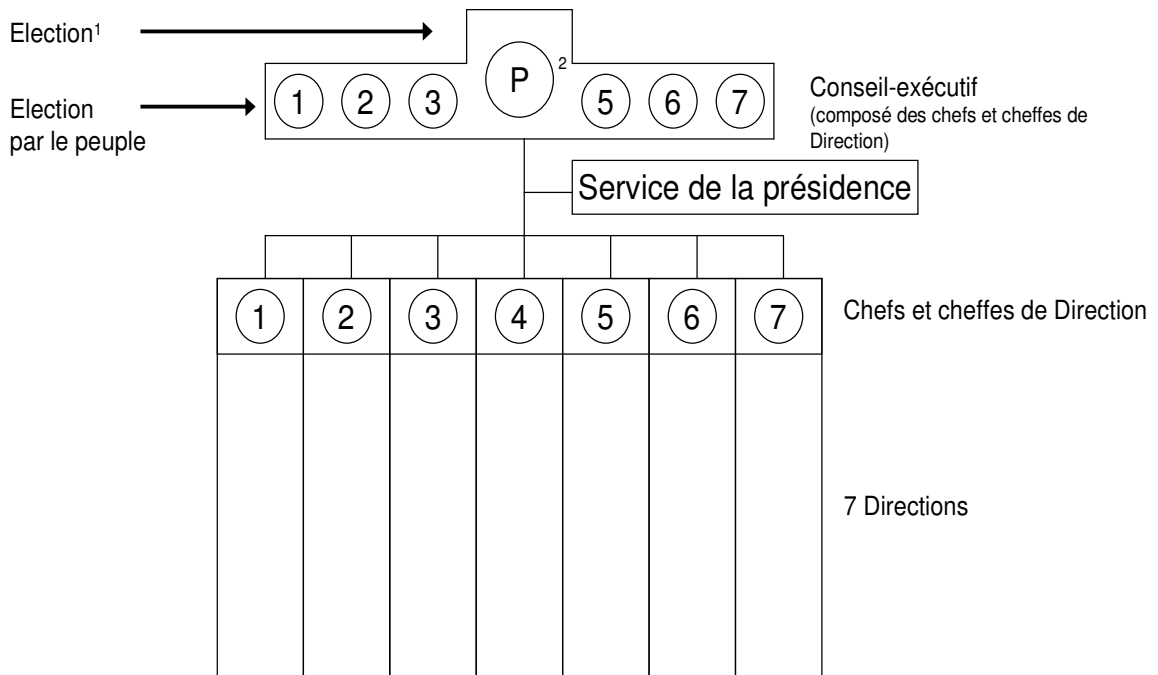 Election¹
P ²
1 2 3 5 6 7
Election
par le peuple
Conseil-exécutif
(composé des chefs et cheffes de
Direction)
Service de la présidence
1 2 3 4 5 6 7
Chefs et cheffes de Direction
7 Directions